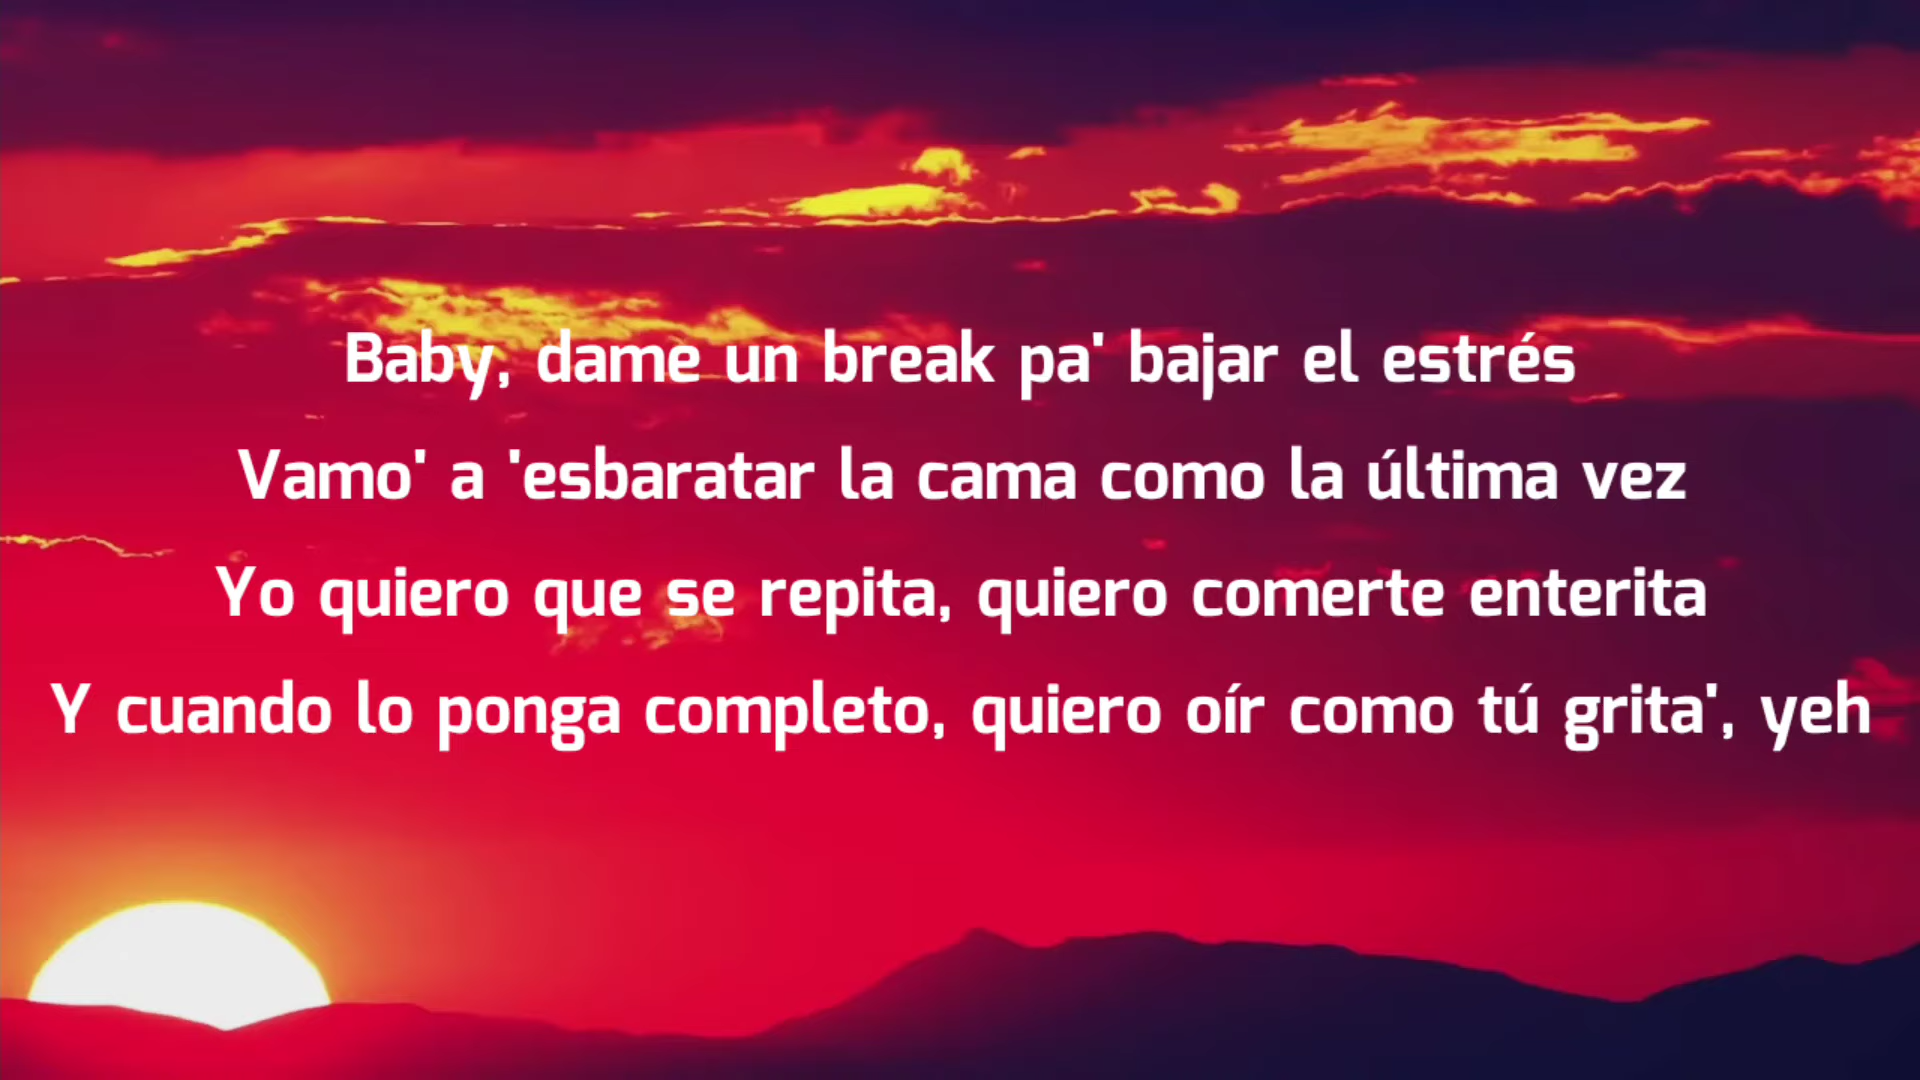 Baby, dame un break pa' bajar el estrés
Vamo' a 'esbaratar la cama como la última vez
Yo quiero que se repita, quiero comerte enterita
Y cuando lo ponga completo, quiero oír como tú grita', yeh